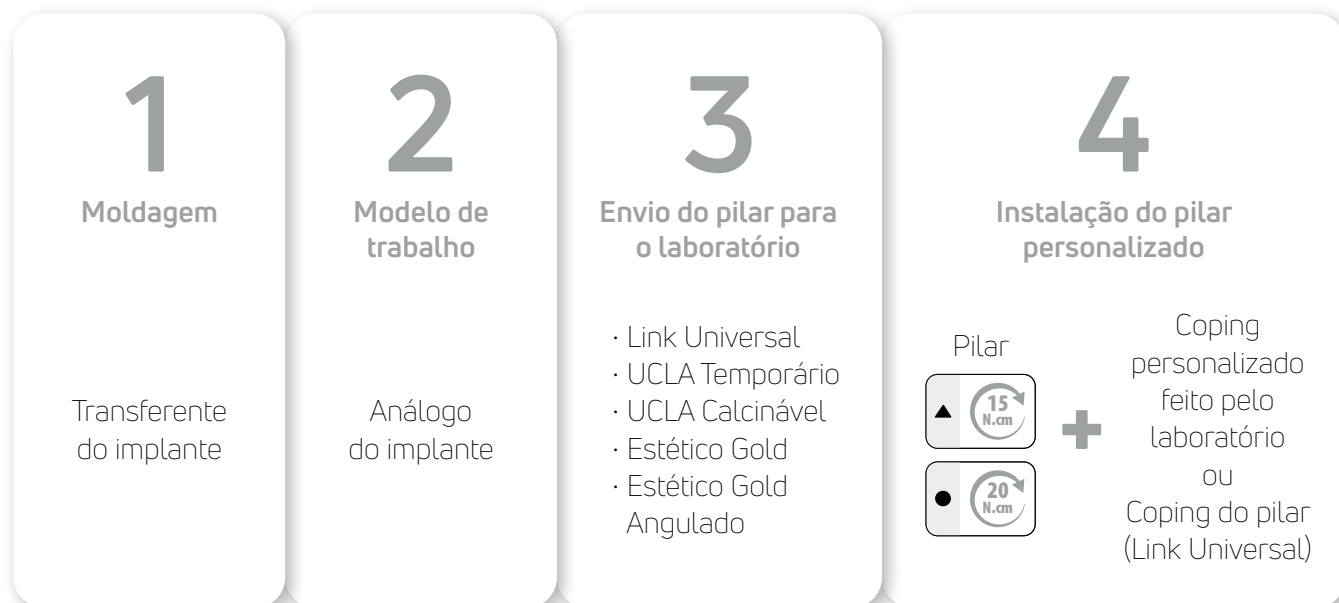 1
Moldagem
Transferente
do implante
2
Modelo de
trabalho
Análogo
do implante
3
Envio do pilar para
o laboratório
· Link Universal
· UCLA Temporário
· UCLA Calcinável
· Estético Gold
· Estético Gold
Angulado
4
Instalação do pilar
personalizado
Pilar
15
N.cm
20
N.cm
+
Coping
personalizado
feito pelo
laboratório
ou
Coping do pilar
(Link Universal)